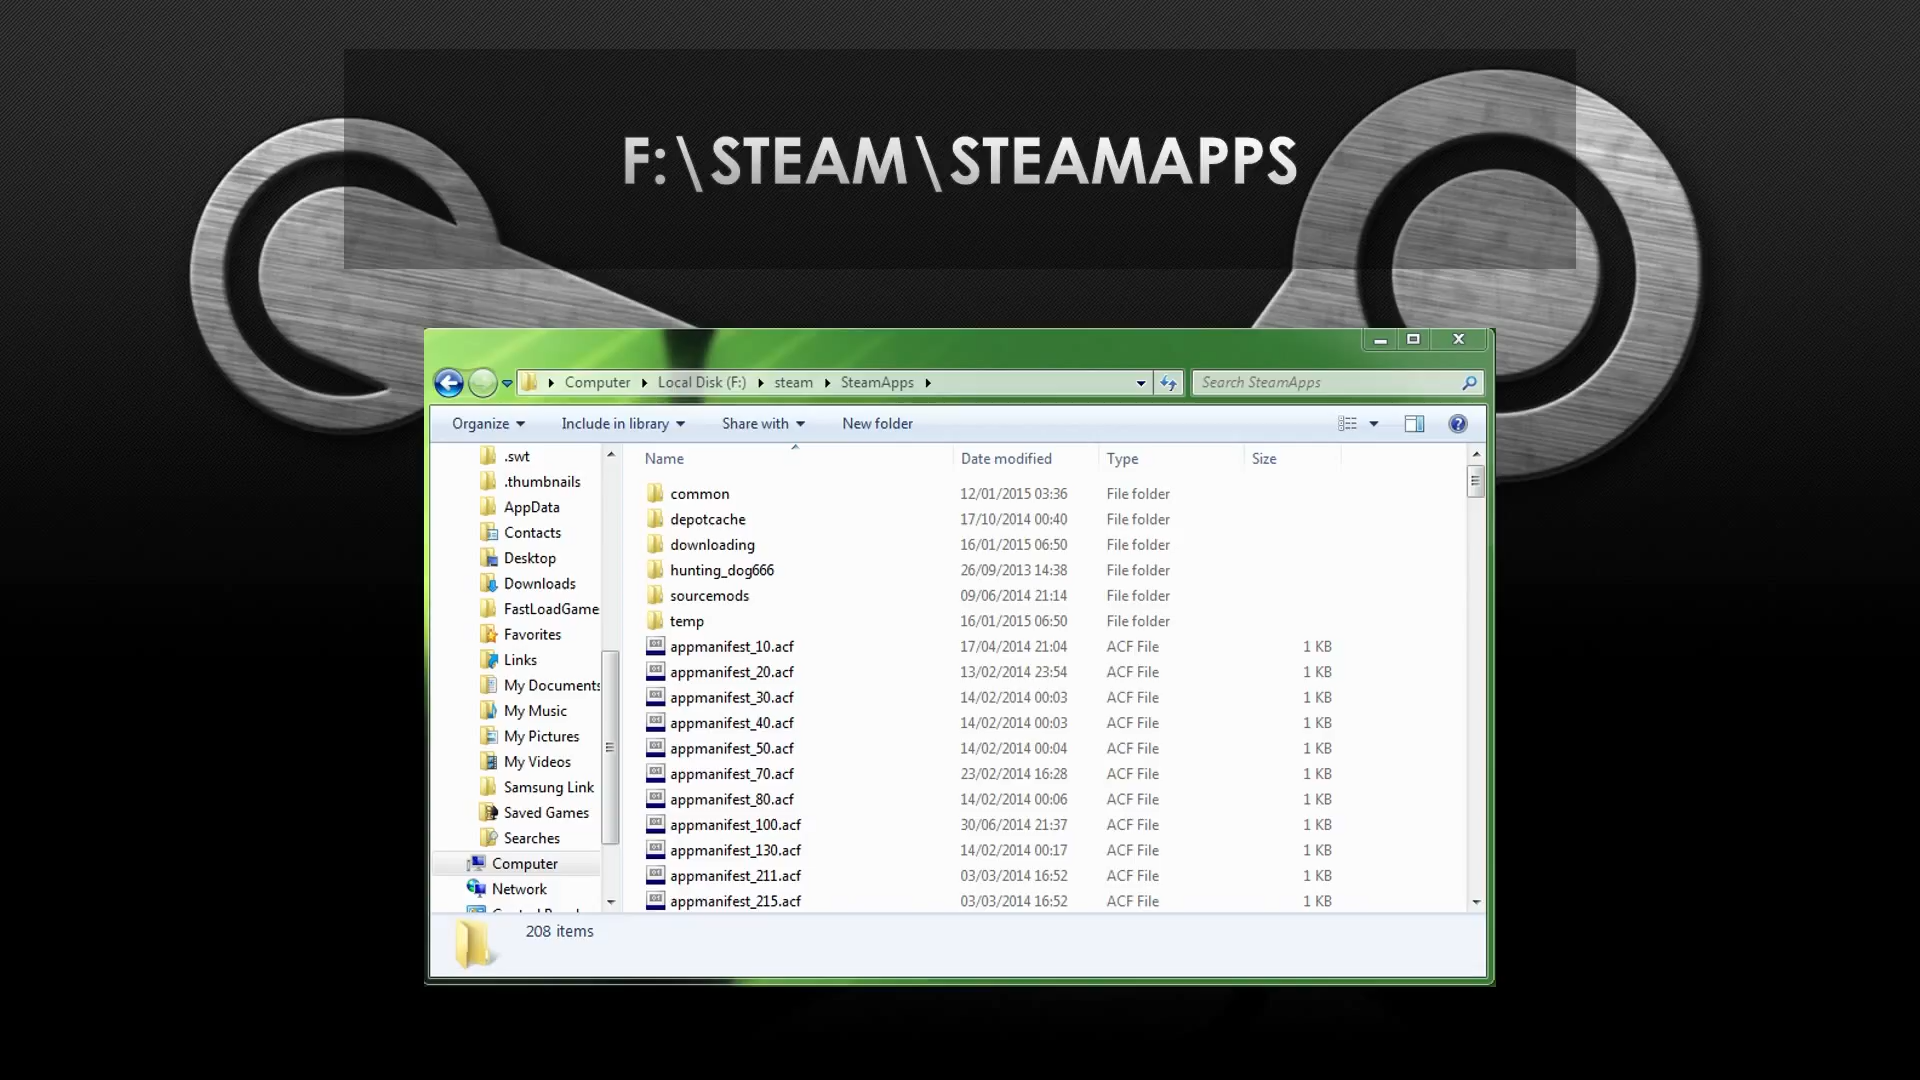 F:\STEAM\STEAMAPPS
Computer Local Disk (F:) steam SteamApps
Search SteamApps
Organize Include in library Share with New folder
.swt
.thumbnails
AppData
Contacts
Desktop
Downloads
FastLoadGame
Favorites
Links
My Documents
My Music
My Pictures
My Videos
Samsung Link
Saved Games
Searches
Computer
Network
Name Date modified Type Size
common 12/01/2015 03:36 File folder
depotcache 17/10/2014 00:40 File folder
downloading 16/01/2015 06:50 File folder
hunting_dog666 26/09/2013 14:38 File folder
sourcemods 09/06/2014 21:14 File folder
temp 16/01/2015 06:50 File folder
appmanifest_10.acf 17/04/2014 21:04 ACF File 1 KB
appmanifest_20.acf 13/02/2014 23:54 ACF File 1 KB
appmanifest_30.acf 14/02/2014 00:03 ACF File 1 KB
appmanifest_40.acf 14/02/2014 00:03 ACF File 1 KB
appmanifest_50.acf 14/02/2014 00:04 ACF File 1 KB
appmanifest_70.acf 23/02/2014 16:28 ACF File 1 KB
appmanifest_80.acf 14/02/2014 00:06 ACF File 1 KB
appmanifest_100.acf 30/06/2014 21:37 ACF File 1 KB
appmanifest_130.acf 14/02/2014 00:17 ACF File 1 KB
appmanifest_211.acf 03/03/2014 16:52 ACF File 1 KB
appmanifest_215.acf 03/03/2014 16:52 ACF File 1 KB
208 items